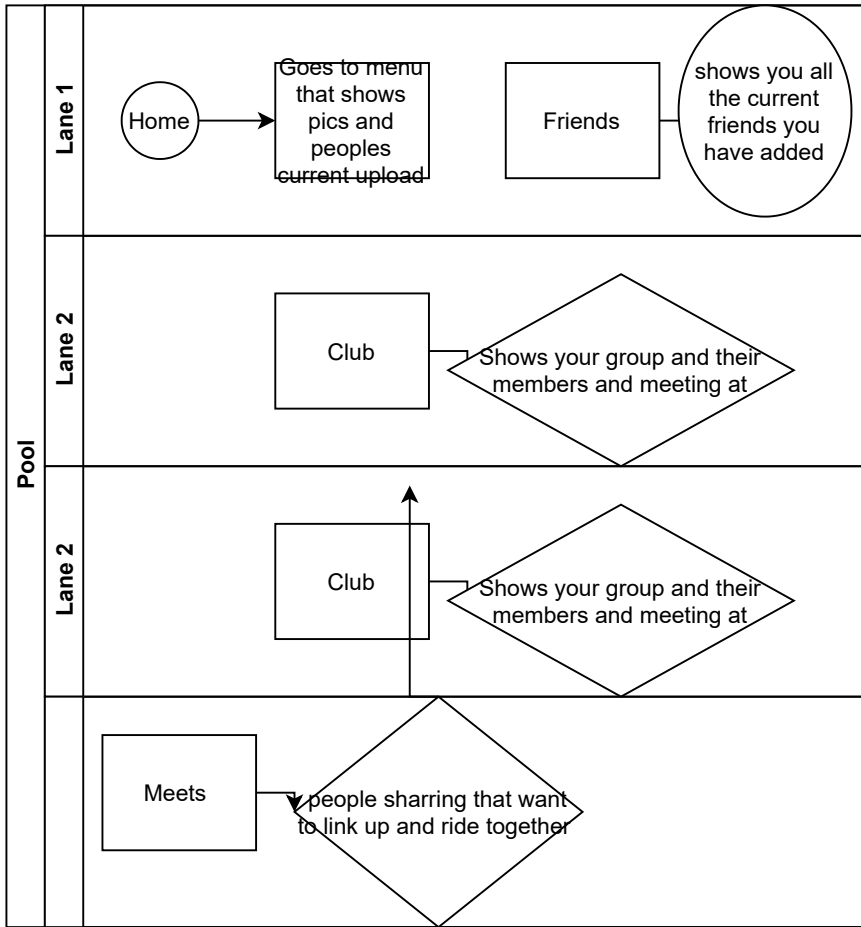 Pool
Lane 1
Home
Goes to menu
that shows
pics and
peoples
current upload
Friends
shows you all
the current
friends you
have added
Lane 2
Club
Shows your group and their
members and meeting at
Lane 2
Club
Shows your group and their
members and meeting at
Meets
people sharring that want
to link up and ride together